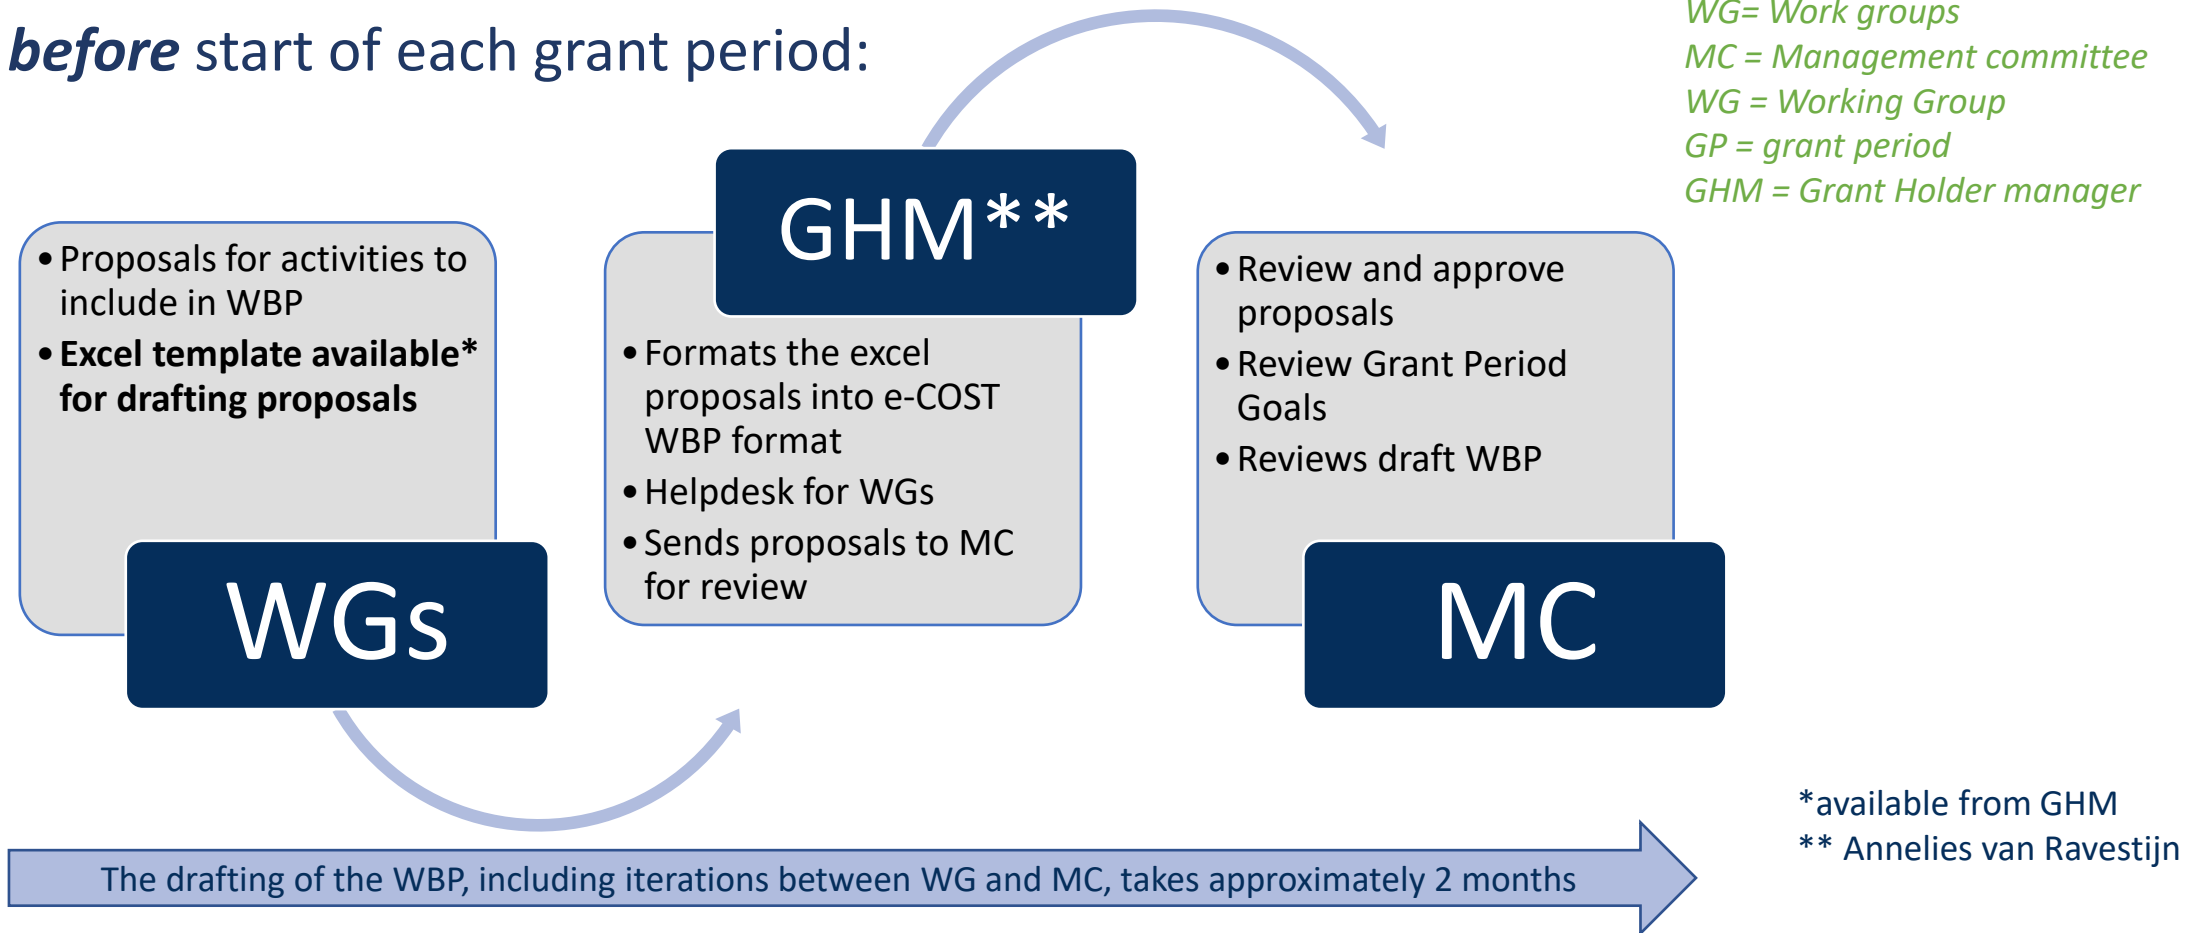 before start of each grant period:
WG= Work groups
MC = Management committee
WG = Working Group
GP = grant period
GHM = Grant Holder manager
• Proposals for activities to
include in WBP
• Excel template available*
for drafting proposals
WGs
GHM**
• Formats the excel
proposals into e-COST
WBP format
• Helpdesk for WGs
• Sends proposals to MC
for review
• Review and approve
proposals
• Review Grant Period
Goals
• Reviews draft WBP
MC
*available from GHM
** Annelies van Ravestijn
The drafting of the WBP, including iterations between WG and MC, takes approximately 2 months